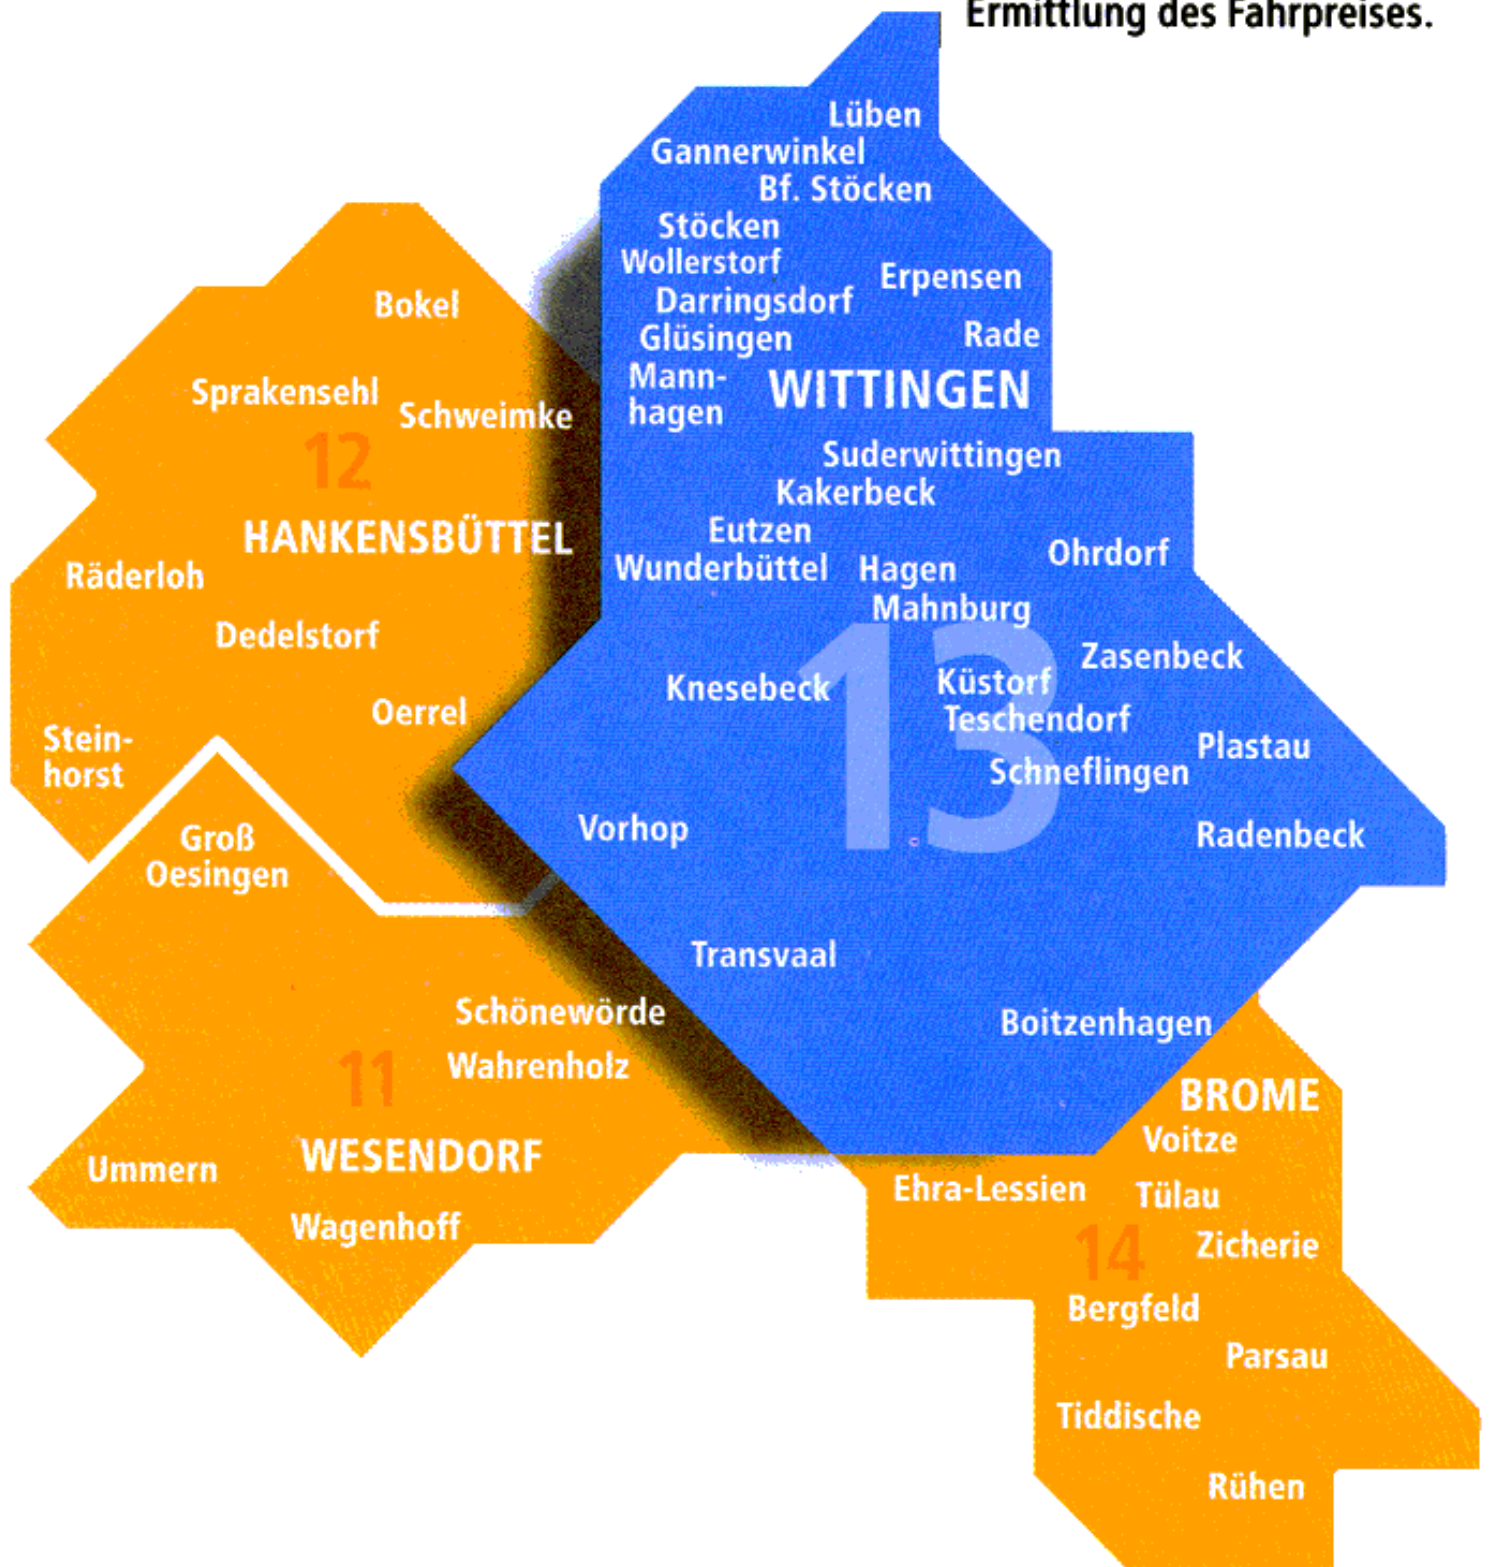 Ermittlung des Fahrpreises.
Lüben
Gannerwinkel
Bf. Stöcken
Stöcken
Wollerstorf
Erpensen
Darringsdorf
Glüsingen
Rade
Mann-
hagen
WITTINGEN
Suderwittingen
Kakerbeck
Eutzen
Wunderbüttel
Hagen
Ohrdorf
Mahnburg
13
Zasenbeck
Knesebeck
Küstorf
Teschendorf
Plastau
Schneflingen
Vorhop
Radenbeck
Transvaal
Boitzenhagen
Bokel
Sprakensehl
Schweimke
12
HANKENSBÜTTEL
Räderloh
Dedelstorf
Oerrel
Stein-
horst
Groß
Oesingen
Schönewörde
11
Wahrenholz
WESENDORF
Ummern
Wagenhoff
BROME
Voitze
Ehra-Lessien
Tülau
14
Zicherie
Bergfeld
Parsau
Tiddische
Rühen